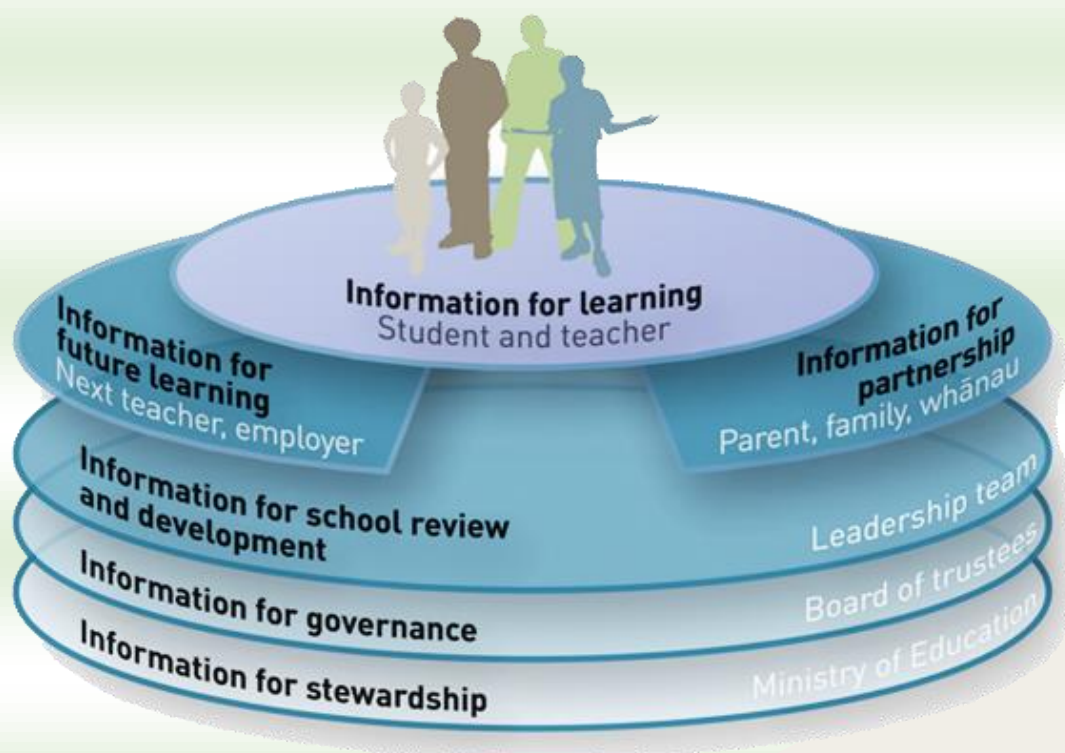 Information for learning
Student and teacher
Information for
future learning
Next teacher, employer
Information for
partnership
Parent, family, whānau
Information for school review
and development
Leadership team
Information for governance
Board of trustees
Information for stewardship
Ministry of Education